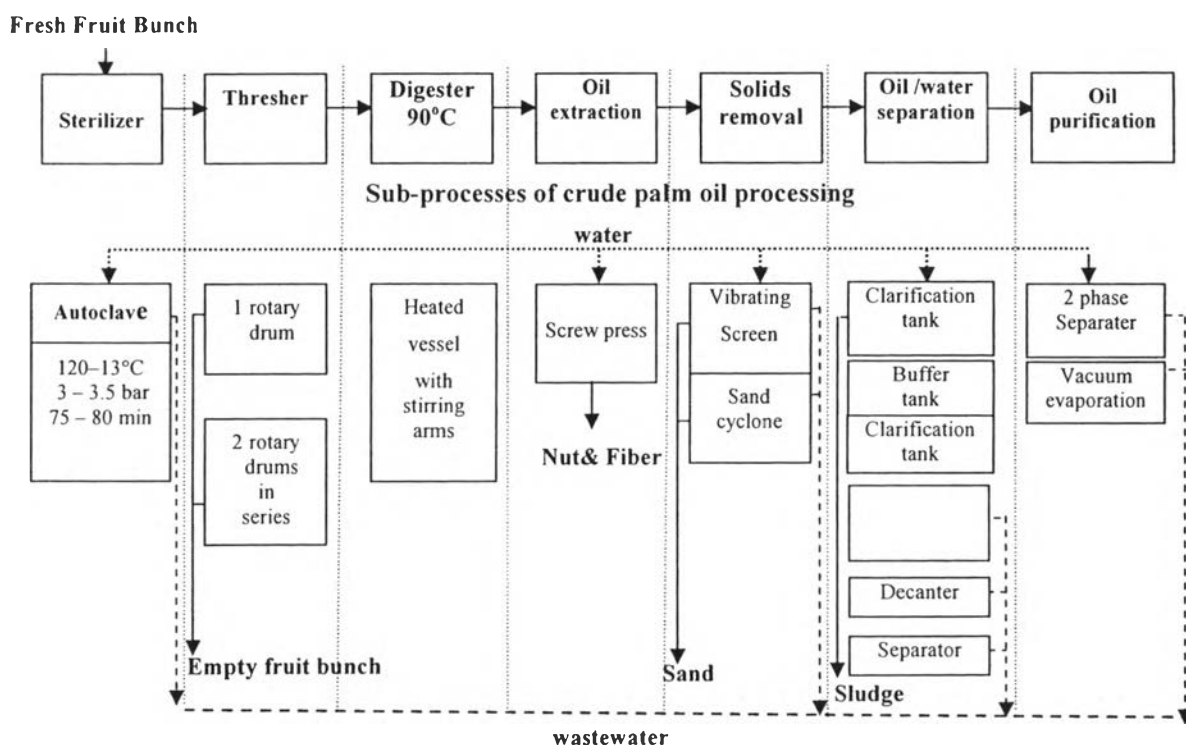 Fresh Fruit Bunch
Sterilizer
Thresher
Digester
90°C
Oil
extraction
Solids
removal
Oil /water
separation
Oil
purification
Sub-processes of crude palm oil processing
water
Autoclave
120–13°C
3 – 3.5 bar
75 – 80 min
1 rotary
drum
2 rotary
drums
in
series
Heated
vessel
with
stirring
arms
Screw press
Nut& Fiber
Vibrating
Screen
Sand
cyclone
Clarification
tank
Buffer
tank
Clarification
tank
Decanter
Separator
2 phase
Separater
Vacuum
evaporation
Empty fruit bunch
Sand
Sludge
wastewater